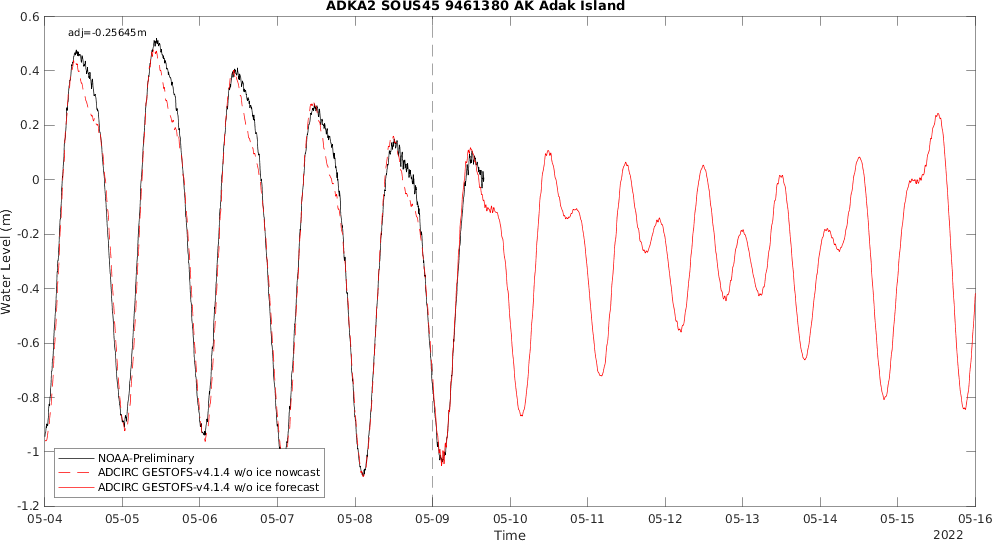 ADKA2 SOUS45 9461380 AK Adak Island
adj=-0.25645m
0.6
0.4
0.2
0
-0.2
-0.4
-0.6
-0.8
-1
-1.2
Water Level (m)
NOAA-Preliminary
ADCIRC GESTOFS-v4.1.4 w/o ice nowcast
ADCIRC GESTOFS-v4.1.4 w/o ice forecast
05-04 05-05 05-06 05-07 05-08 05-09 05-10 05-11 05-12 05-13 05-14 05-15 05-16
Time
2022